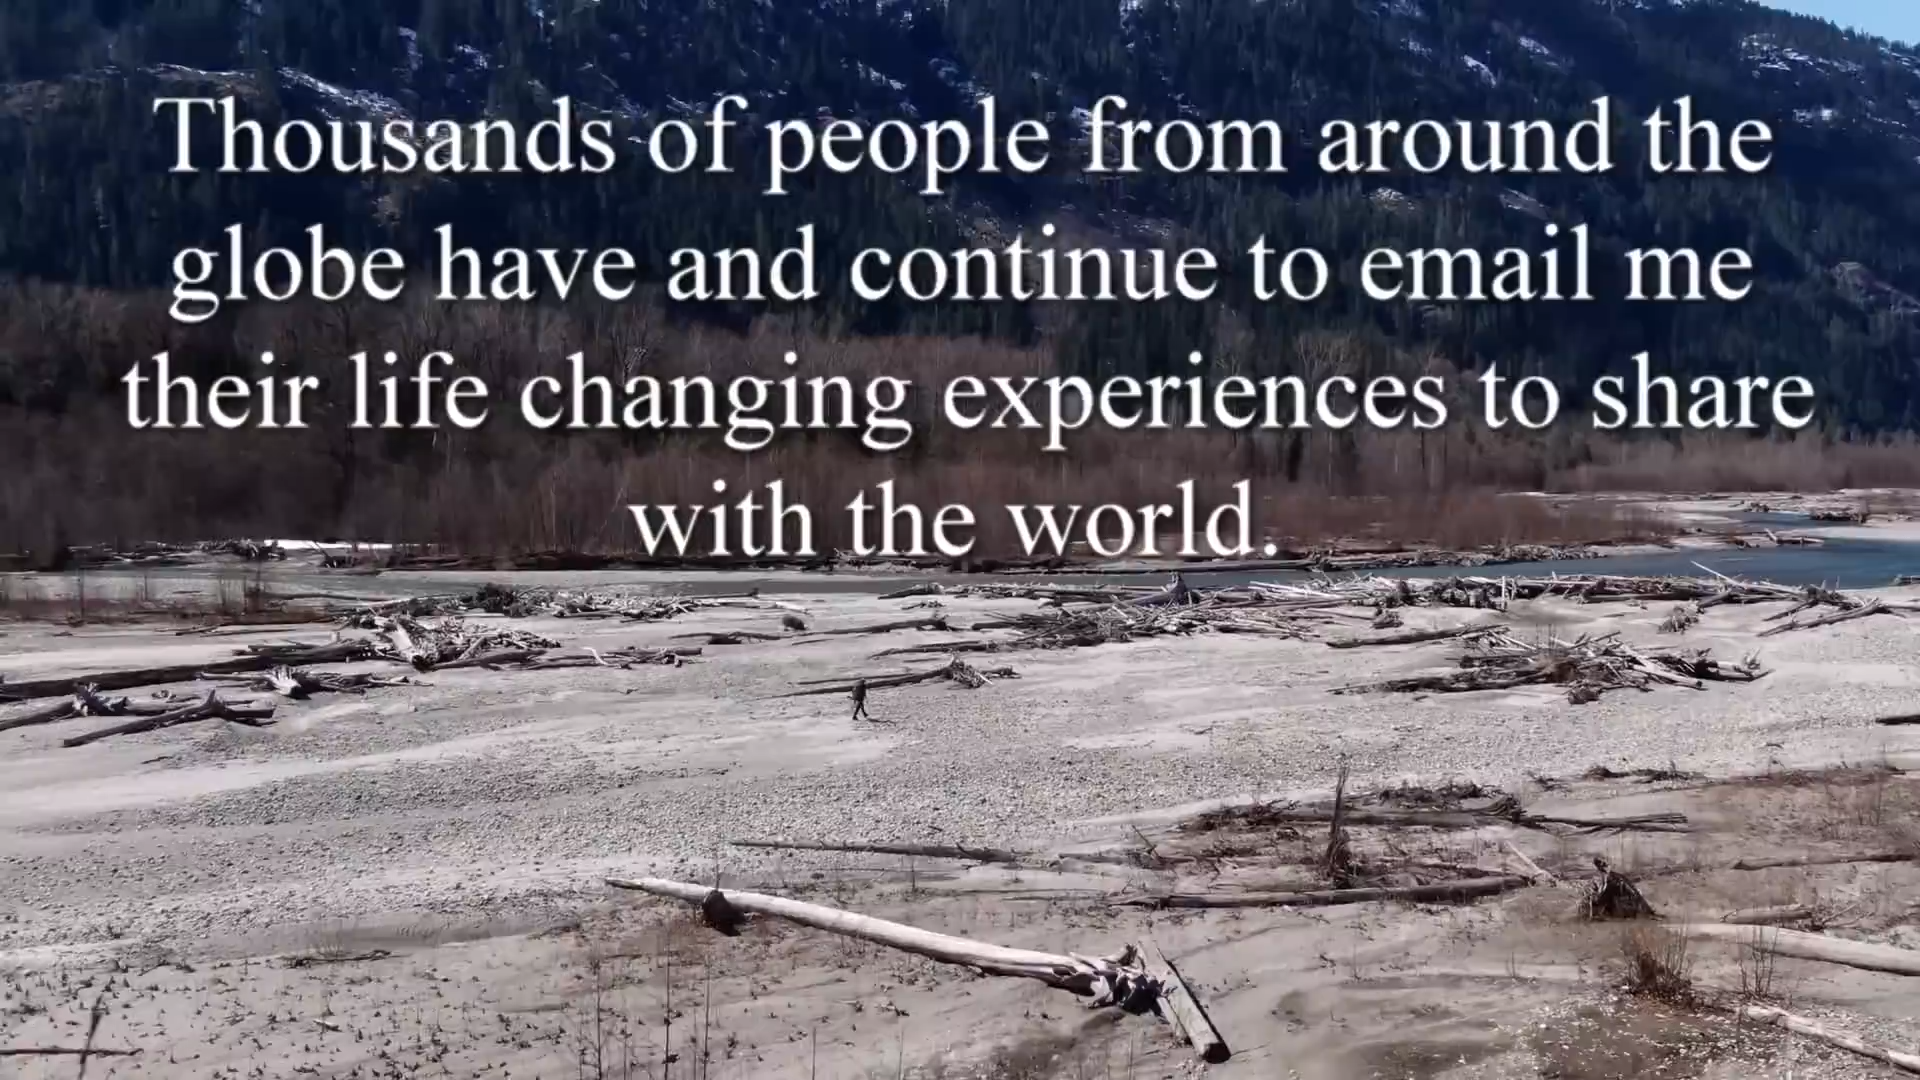 Thousands of people from around the
globe have and continue to email me
their life changing experiences to share
with the world.